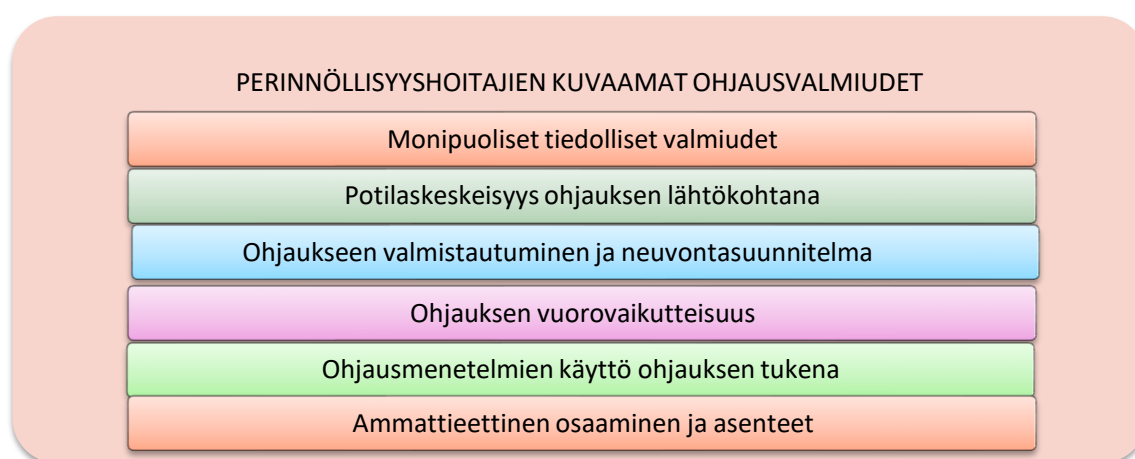 PERINNÖLLISYYSHOITAJIEN KUVAAMAT OHJAUSVALMIUDET
Monipuoliset tiedolliset valmiudet
Potilaskeskeisyys ohjauksen lähtökohtana
Ohjaukseen valmistautuminen ja neuvontasuunnitelma
Ohjauksen vuorovaikutteisuus
Ohjausmenetelmien käyttö ohjauksen tukena
Ammattieettinen osaaminen ja asenteet